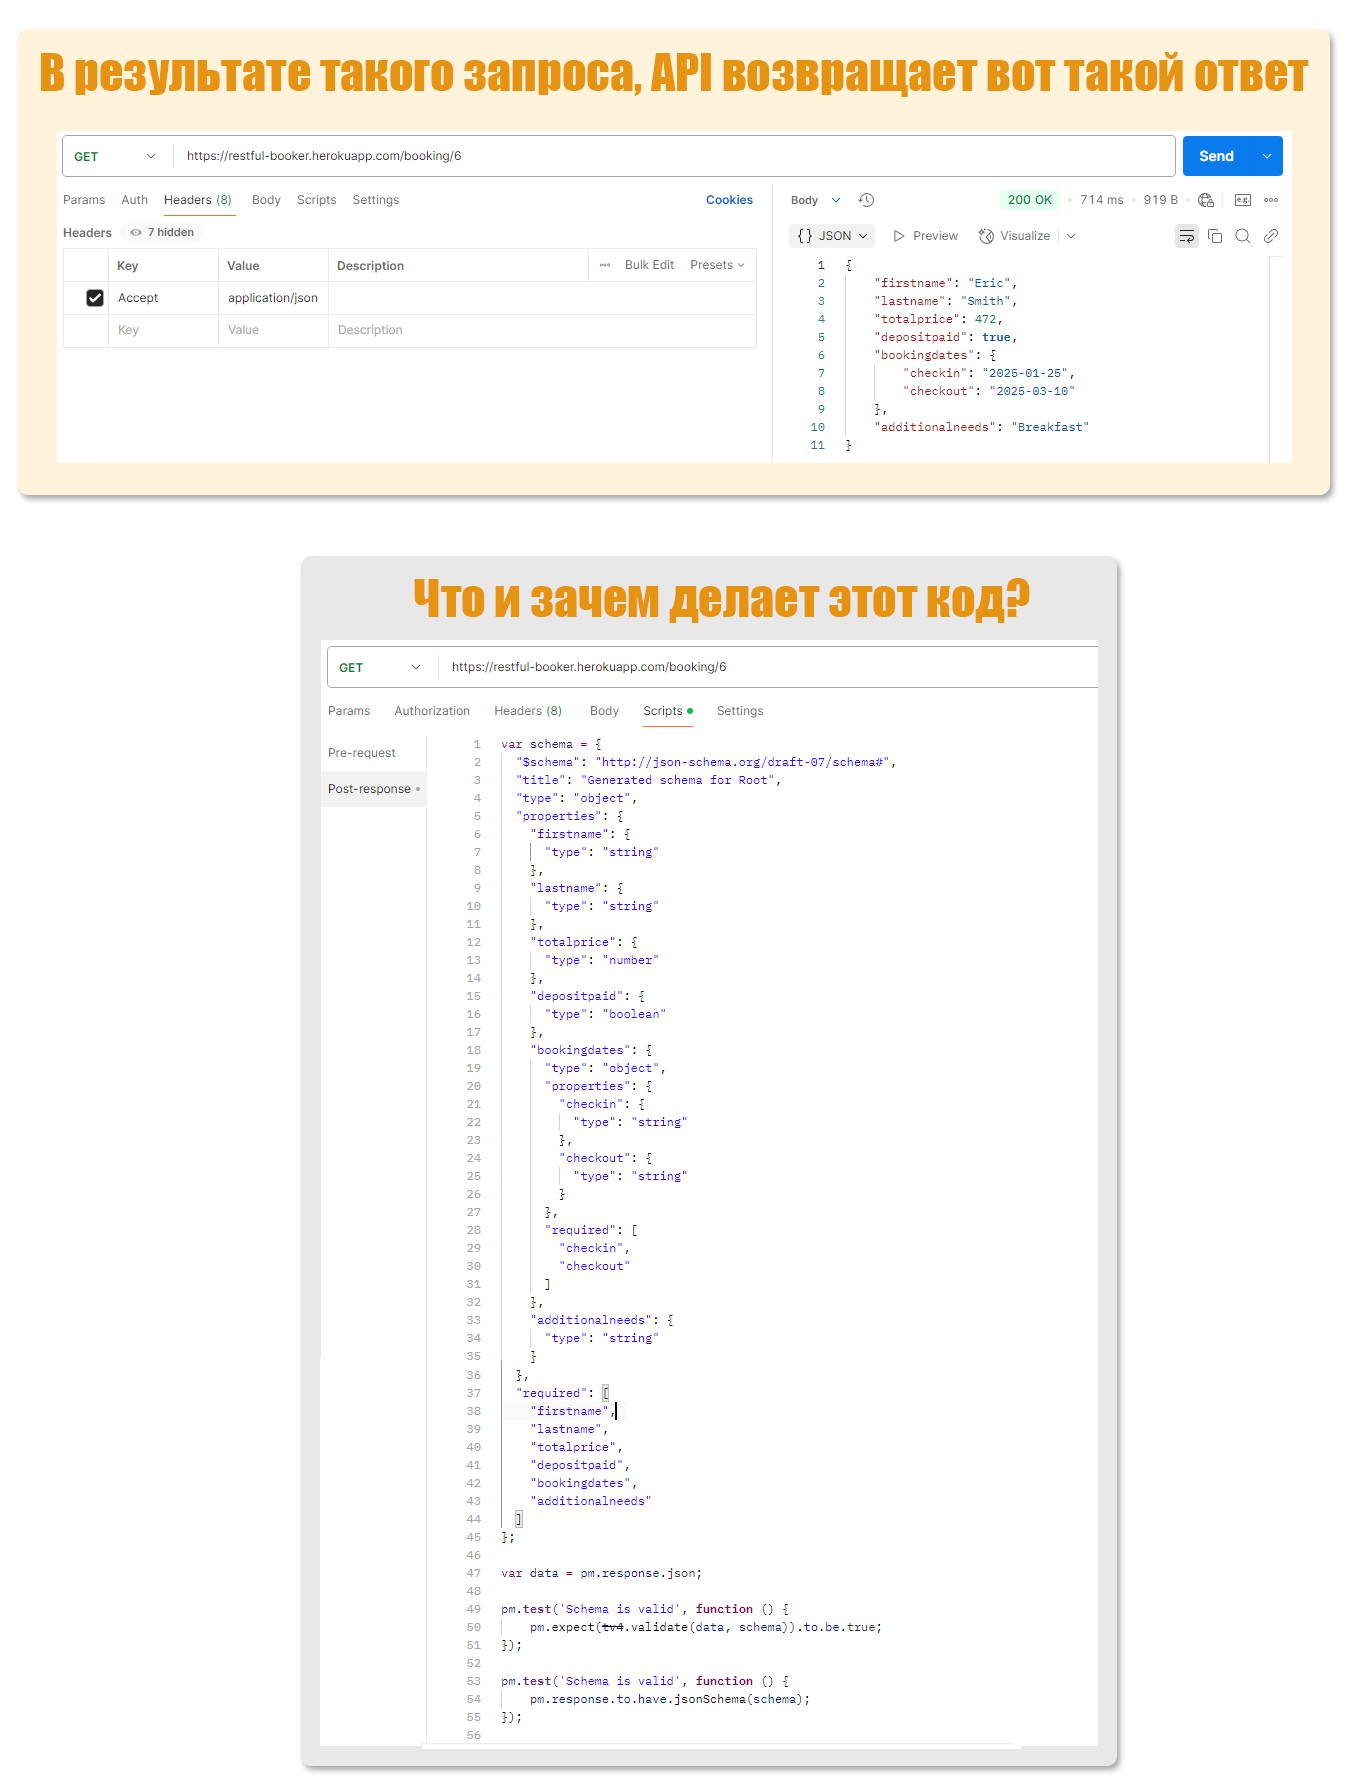 В результате такого запроса, API возвращает вот такой ответ
GET https://restful-booker.herokuapp.com/booking/6 Send
Params Auth Headers (8) Body Scripts Settings Cookies
Headers 7 hidden
Key Value Description Bulk Edit Presets
Accept application/json
Key Value Description
Body 200 OK 714 ms 919 B e.g.
{} JSON Preview Visualize
1 {
2 "firstname": "Eric",
3 "lastname": "Smith",
4 "totalprice": 472,
5 "depositpaid": true,
6 "bookingdates": {
7 "checkin": "2025-01-25",
8 "checkout": "2025-03-10"
9 },
10 "additionalneeds": "Breakfast"
11 }
Что и зачем делает этот код?
GET https://restful-booker.herokuapp.com/booking/6
Params Authorization Headers (8) Body Scripts Settings
Pre-request
Post-response
1 var schema = {
2 "$schema": "http://json-schema.org/draft-07/schema#",
3 "title": "Generated schema for Root",
4 "type": "object",
5 "properties": {
6 "firstname": {
7 "type": "string"
8 },
9 "lastname": {
10 "type": "string"
11 },
12 "totalprice": {
13 "type": "number"
14 },
15 "depositpaid": {
16 "type": "boolean"
17 },
18 "bookingdates": {
19 "type": "object",
20 "properties": {
21 "checkin": {
22 "type": "string"
23 },
24 "checkout": {
25 "type": "string"
26 }
27 },
28 "required": [
29 "checkin",
30 "checkout"
31 ]
32 },
33 "additionalneeds": {
34 "type": "string"
35 }
36 },
37 "required": [
38 "firstname",
39 "lastname",
40 "totalprice",
41 "depositpaid",
42 "bookingdates",
43 "additionalneeds"
44 ]
45 };
46
47 var data = pm.response.json;
48
49 pm.test('Schema is valid', function () {
50 pm.expect(tv4.validate(data, schema)).to.be.true;
51 });
52
53 pm.test('Schema is valid', function () {
54 pm.response.to.have.jsonSchema(schema);
55 });
56